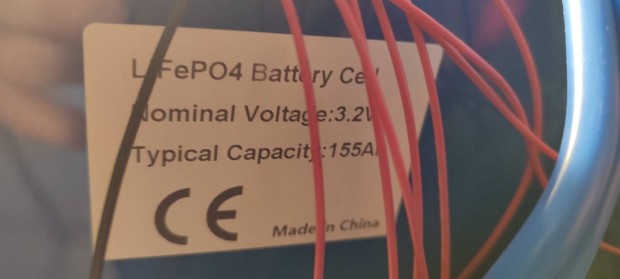 LiFePO4 Battery Cell
Nominal Voltage:3.2V
Typical Capacity:155Ah
CE
Made in China